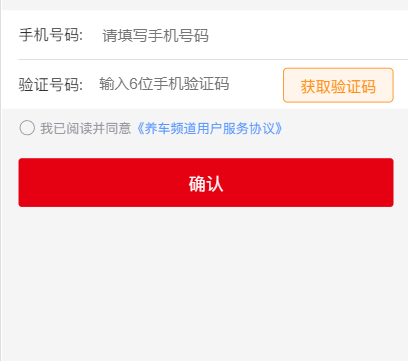 手机号码: 请填写手机号码
验证号码: 输入6位手机验证码 获取验证码
我已阅读并同意《养车频道用户服务协议》
确认